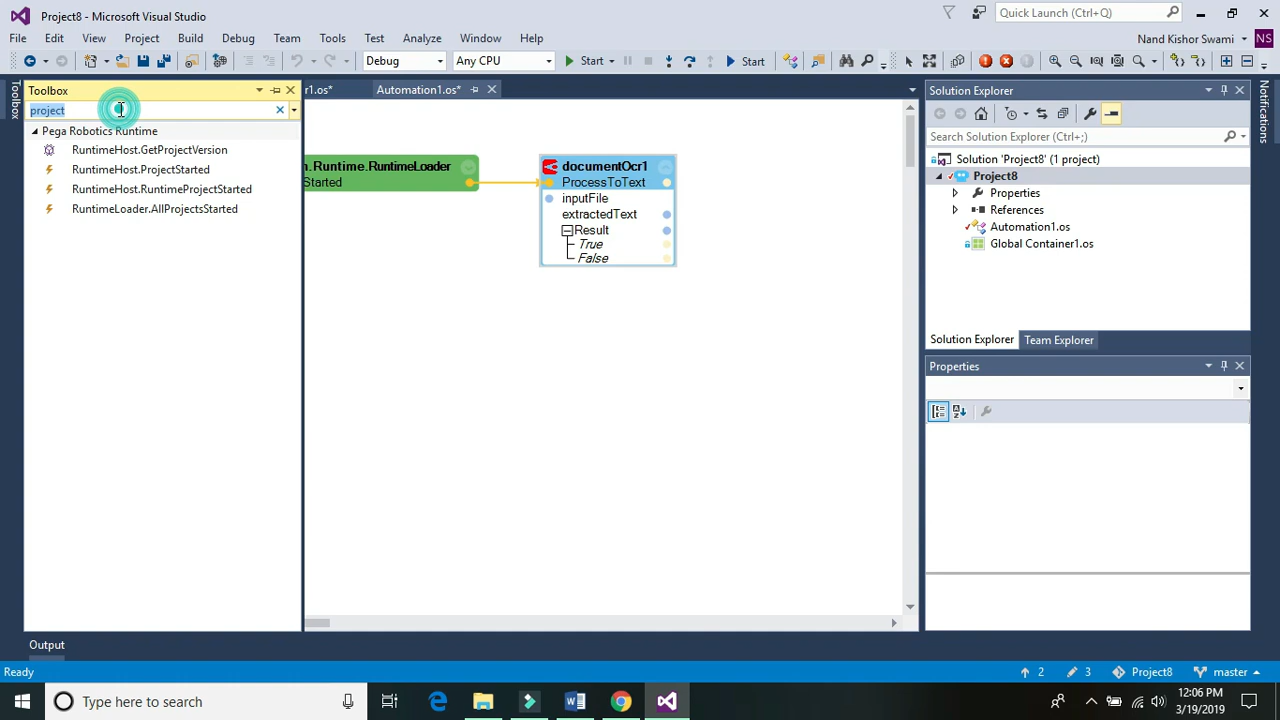 Project8 - Microsoft Visual Studio
Quick Launch (Ctrl+Q)
File Edit View Project Build Debug Team Tools Test Analyze Window Help
Nand Kishor Swami NS
Debug Any CPU Start Start
Toolbox
Toolbox
project
Pega Robotics Runtime
RuntimeHost.GetProjectVersion
RuntimeHost.ProjectStarted
RuntimeHost.RuntimeProjectStarted
RuntimeLoader.AllProjectsStarted
r1.os* Automation1.os*
n.Runtime.RuntimeLoader
Started
documentOcr1
ProcessToText
inputFile
extractedText
Result
True
False
Solution Explorer
Search Solution Explorer (Ctrl+;)
Solution 'Project8' (1 project)
Project8
Properties
References
Automation1.os
Global Container1.os
Solution Explorer Team Explorer
Properties
Output
Ready 2 3 Project8 master
Type here to search
12:06 PM
3/19/2019